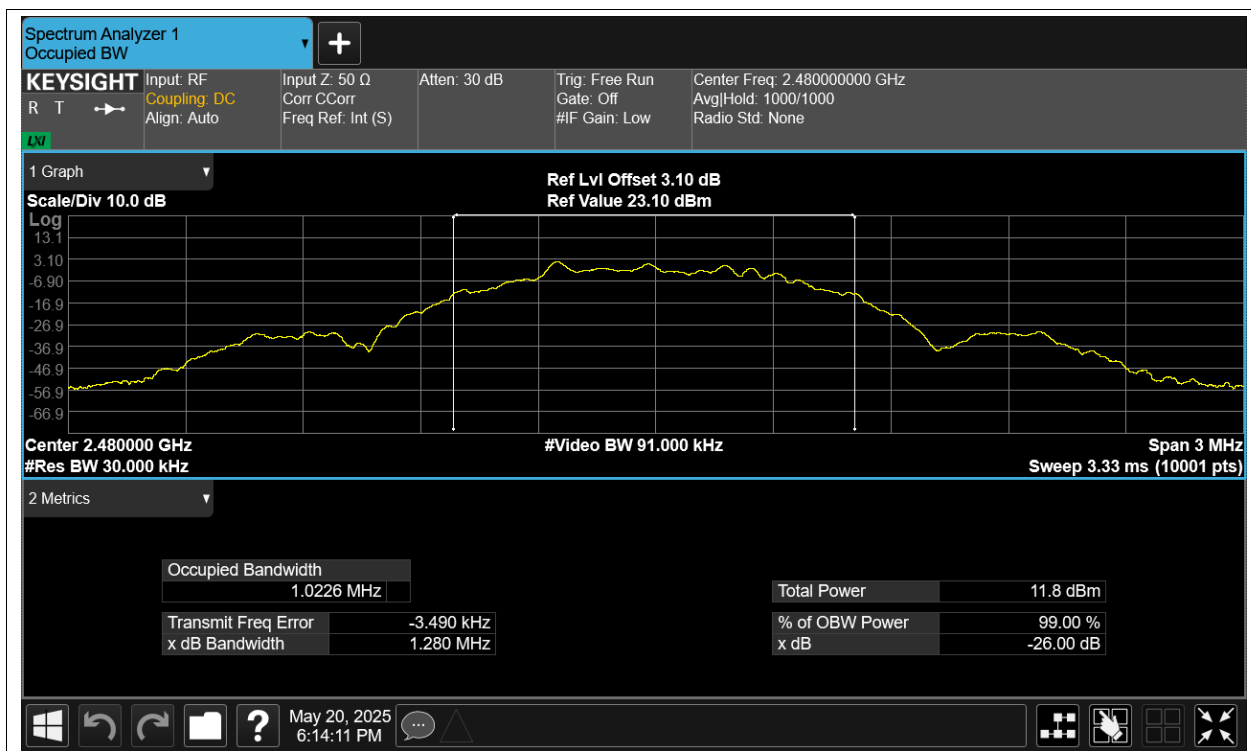 Spectrum Analyzer 1
Occupied BW
KEYSIGHT
R T
LXI
Input: RF
Coupling: DC
Align: Auto
Input Z: 50 Ω
Corr CCorr
Freq Ref: Int (S)
Atten: 30 dB
Trig: Free Run
Gate: Off
#IF Gain: Low
Center Freq: 2.480000000 GHz
Avg|Hold: 1000/1000
Radio Std: None
1 Graph
Scale/Div 10.0 dB
Ref Lvl Offset 3.10 dB
Ref Value 23.10 dBm
Log
13.1
3.10
-6.90
-16.9
-26.9
-36.9
-46.9
-56.9
-66.9
Center 2.480000 GHz
#Res BW 30.000 kHz
#Video BW 91.000 kHz
Span 3 MHz
Sweep 3.33 ms (10001 pts)
2 Metrics
Occupied Bandwidth
1.0226 MHz
Transmit Freq Error -3.490 kHz
x dB Bandwidth 1.280 MHz
Total Power 11.8 dBm
% of OBW Power 99.00 %
x dB -26.00 dB
?
May 20, 2025
6:14:11 PM